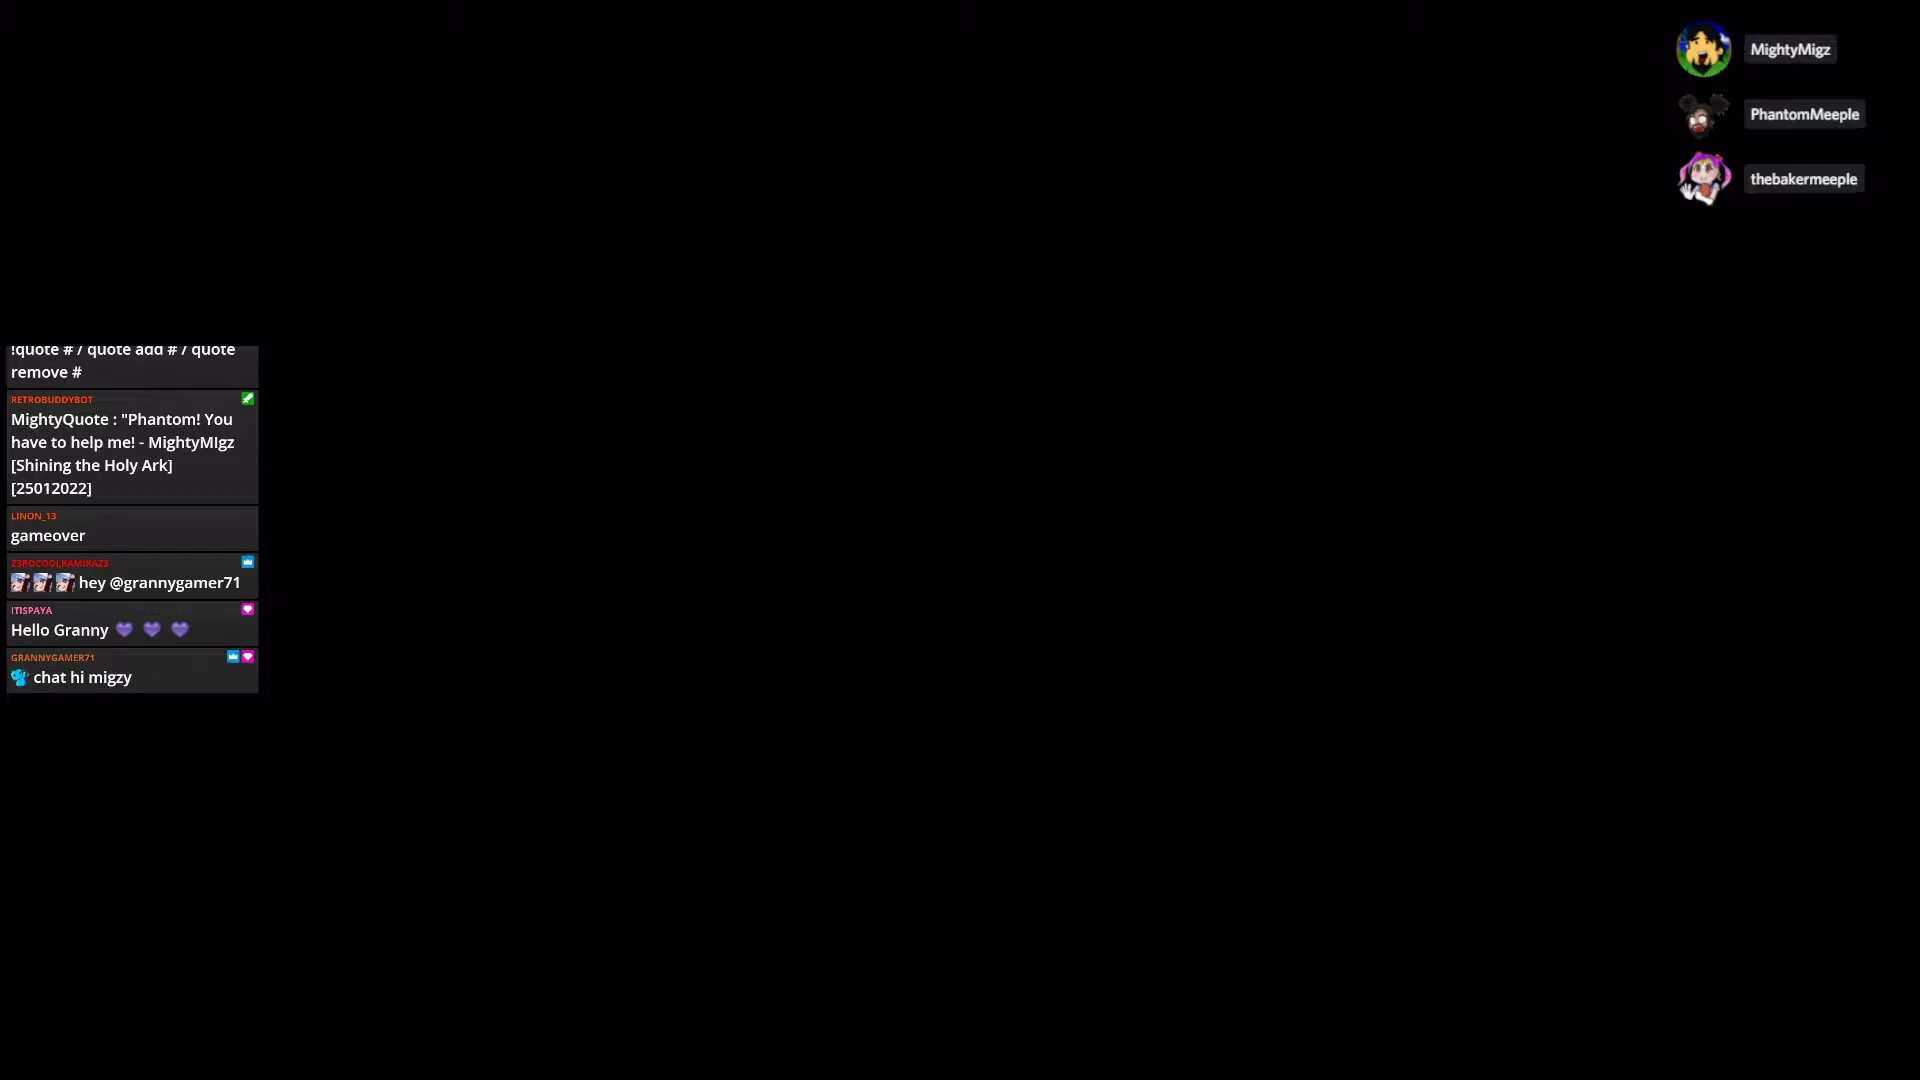 MightyMigz
PhantomMeeple
thebakermeeple
!quote # / quote add # / quote
remove #
RETROBUDDYBOT
MightyQuote : "Phantom! You
have to help me! - MightyMIgz
[Shining the Holy Ark]
[25012022]
LINON_13
gameover
Z3ROCOOLKAMIKAZ3
hey @grannygamer71
ITISPAYA
Hello Granny
GRANNYGAMER71
chat hi migzy